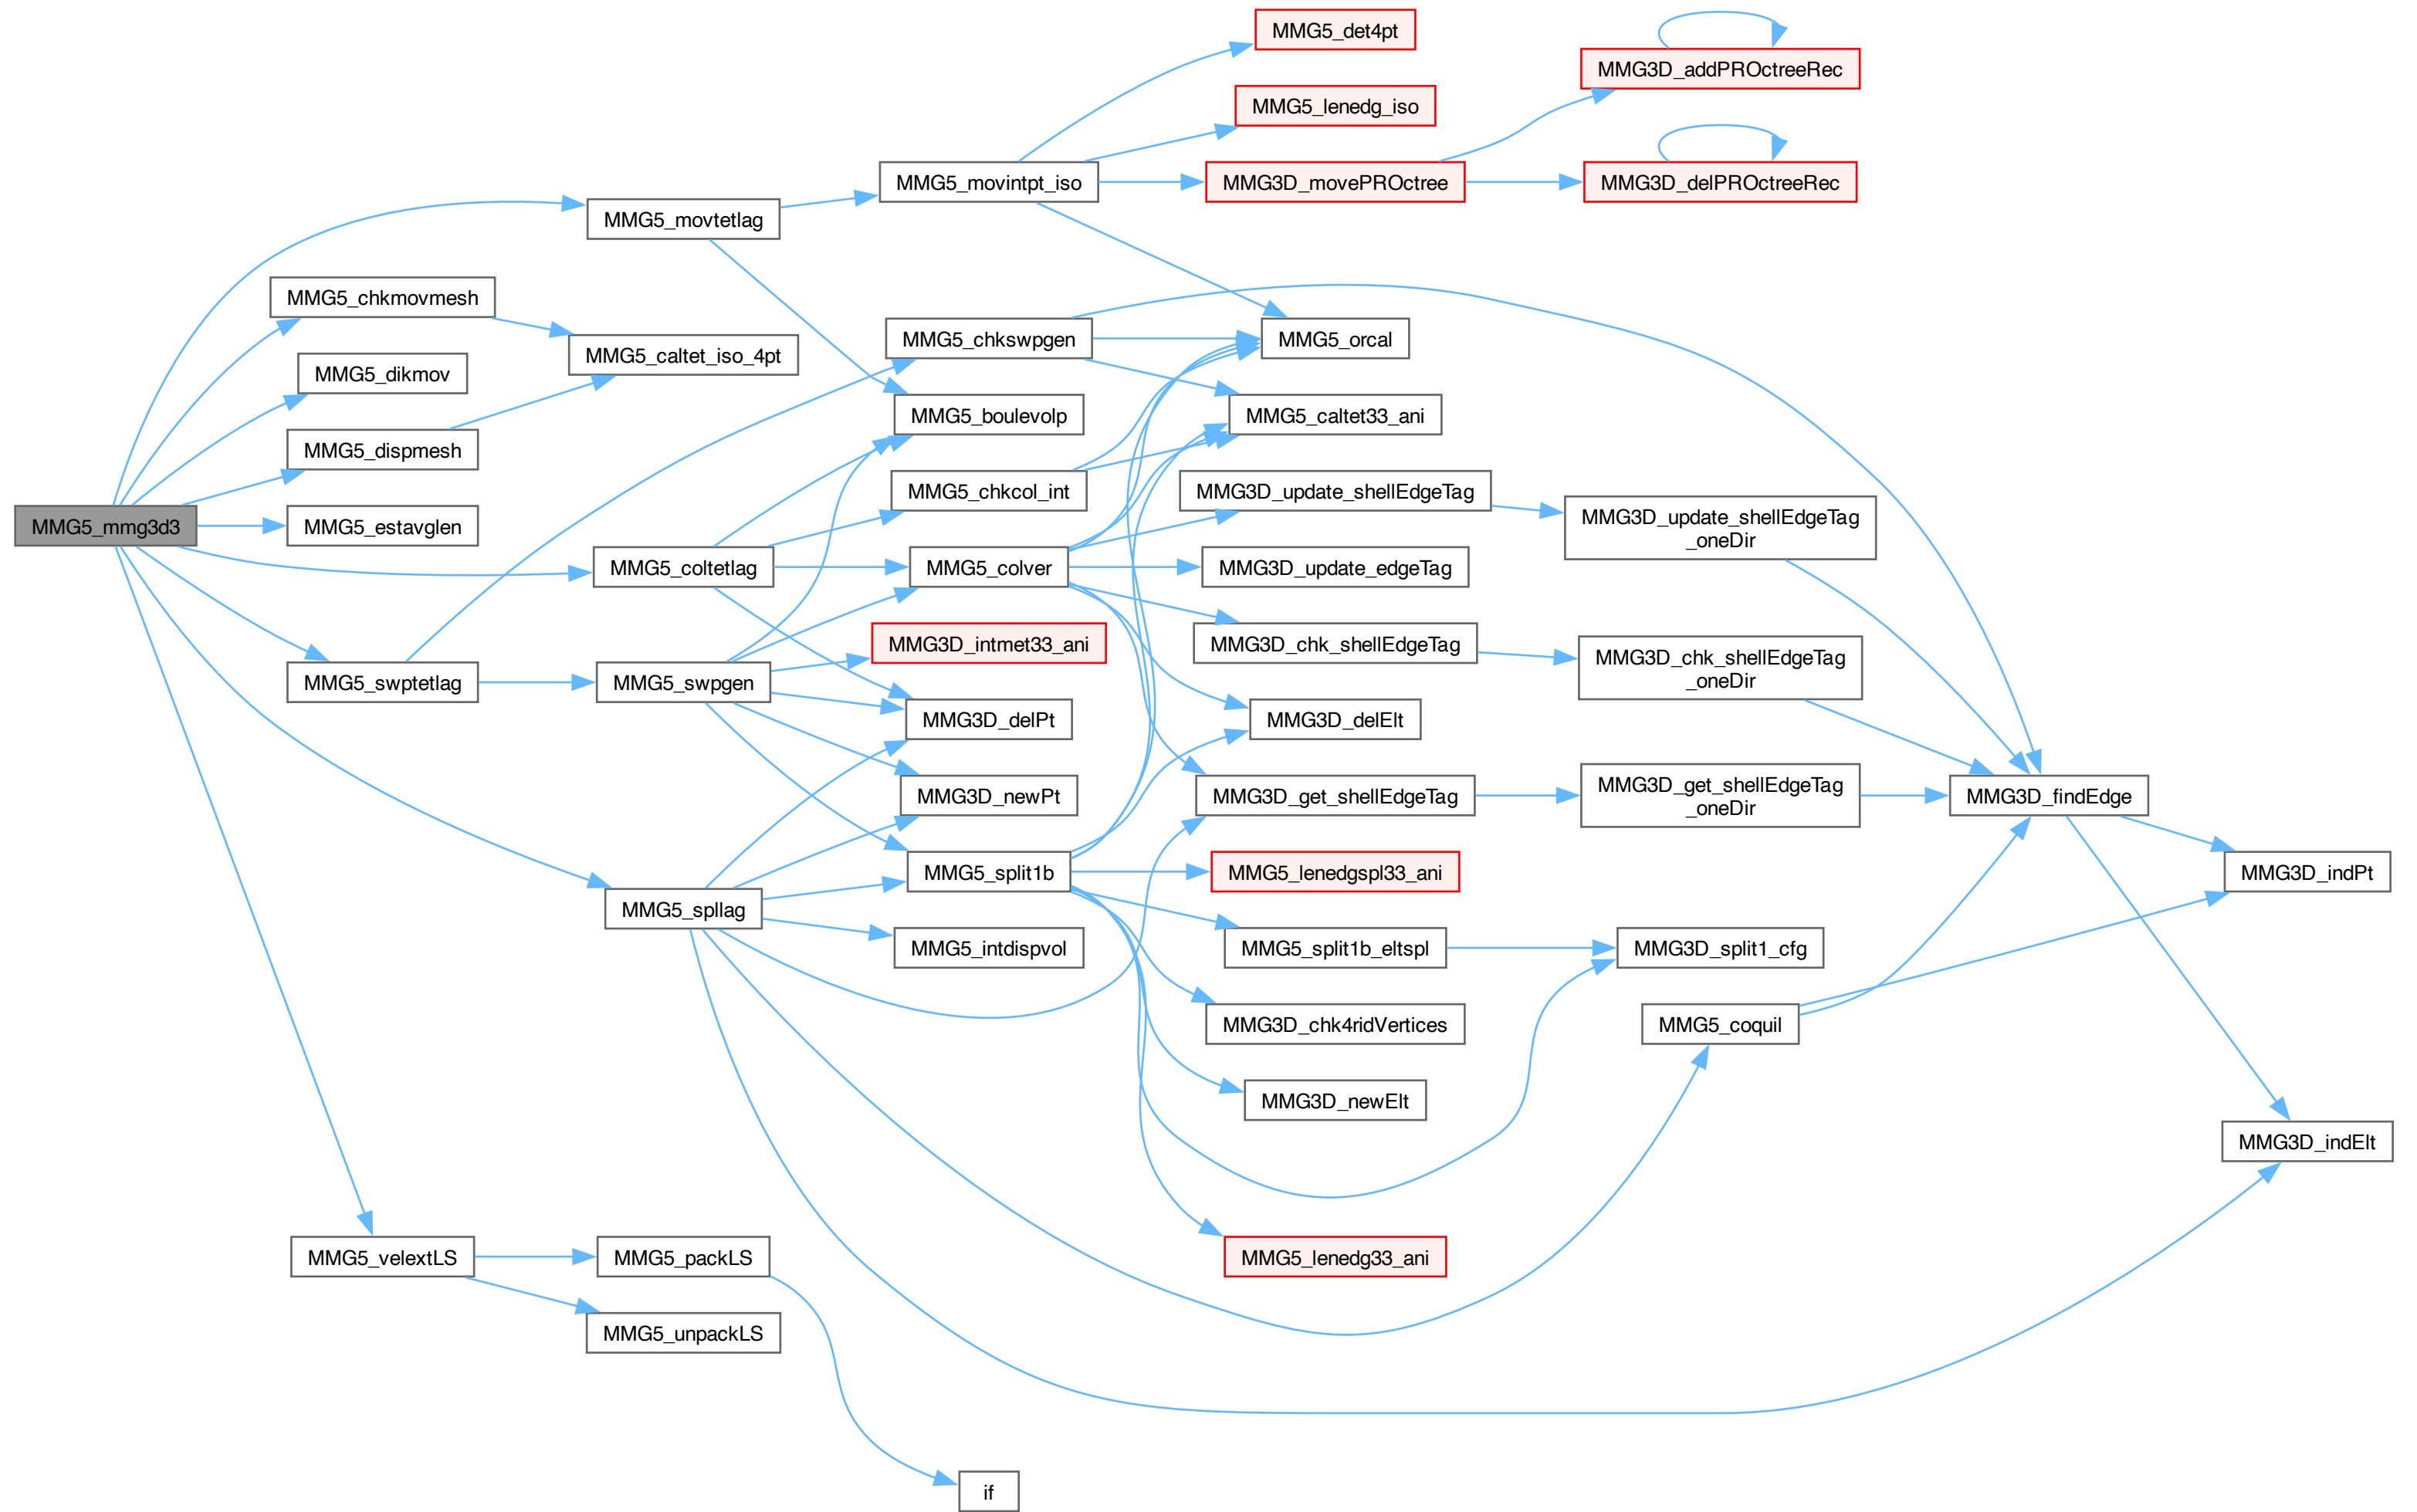 MMG5_mmg3d3
MMG5_chkmovmesh
MMG5_dikmov
MMG5_dispmesh
MMG5_estavglen
MMG5_swptetlag
MMG5_velextLS
MMG5_movtetlag
MMG5_caltet_iso_4pt
MMG5_coltetlag
MMG5_swpgen
MMG5_spllag
MMG5_packLS
MMG5_unpackLS
MMG5_movintpt_iso
MMG5_chkswpgen
MMG5_boulevolp
MMG5_chkcol_int
MMG5_colver
MMG3D_intmet33_ani
MMG3D_delPt
MMG3D_newPt
MMG5_split1b
MMG5_intdispvol
if
MMG5_det4pt
MMG5_lenedg_iso
MMG3D_movePROctree
MMG5_orcal
MMG5_caltet33_ani
MMG3D_update_shellEdgeTag
MMG3D_update_edgeTag
MMG3D_chk_shellEdgeTag
MMG3D_delElt
MMG3D_get_shellEdgeTag
MMG5_lenedgspl33_ani
MMG5_split1b_eltspl
MMG3D_chk4ridVertices
MMG3D_newElt
MMG5_lenedg33_ani
MMG3D_addPROctreeRec
MMG3D_delPROctreeRec
MMG3D_update_shellEdgeTag
_oneDir
MMG3D_chk_shellEdgeTag
_oneDir
MMG3D_get_shellEdgeTag
_oneDir
MMG3D_split1_cfg
MMG5_coquil
MMG3D_findEdge
MMG3D_indPt
MMG3D_indElt